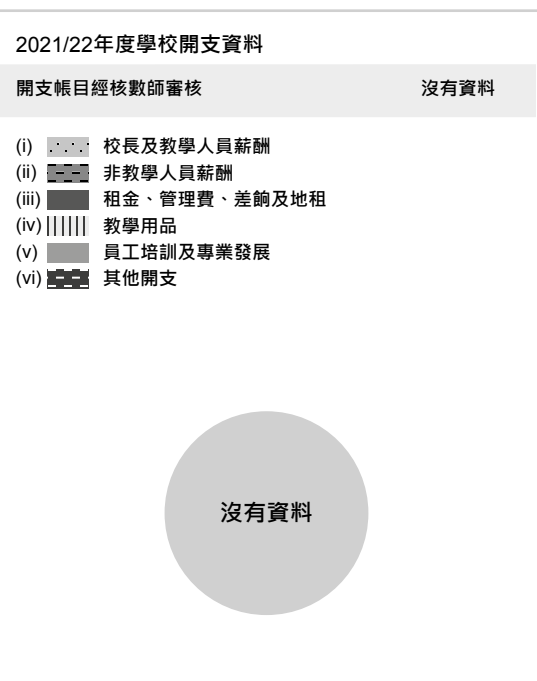 2021/22年度學校開支資料
開支帳目經核數師審核 沒有資料
(i) 校長及教學人員薪酬
(ii) 非教學人員薪酬
(iii) 租金、管理費、差餉及地租
(iv) 教學用品
(v) 員工培訓及專業發展
(vi) 其他開支
沒有資料